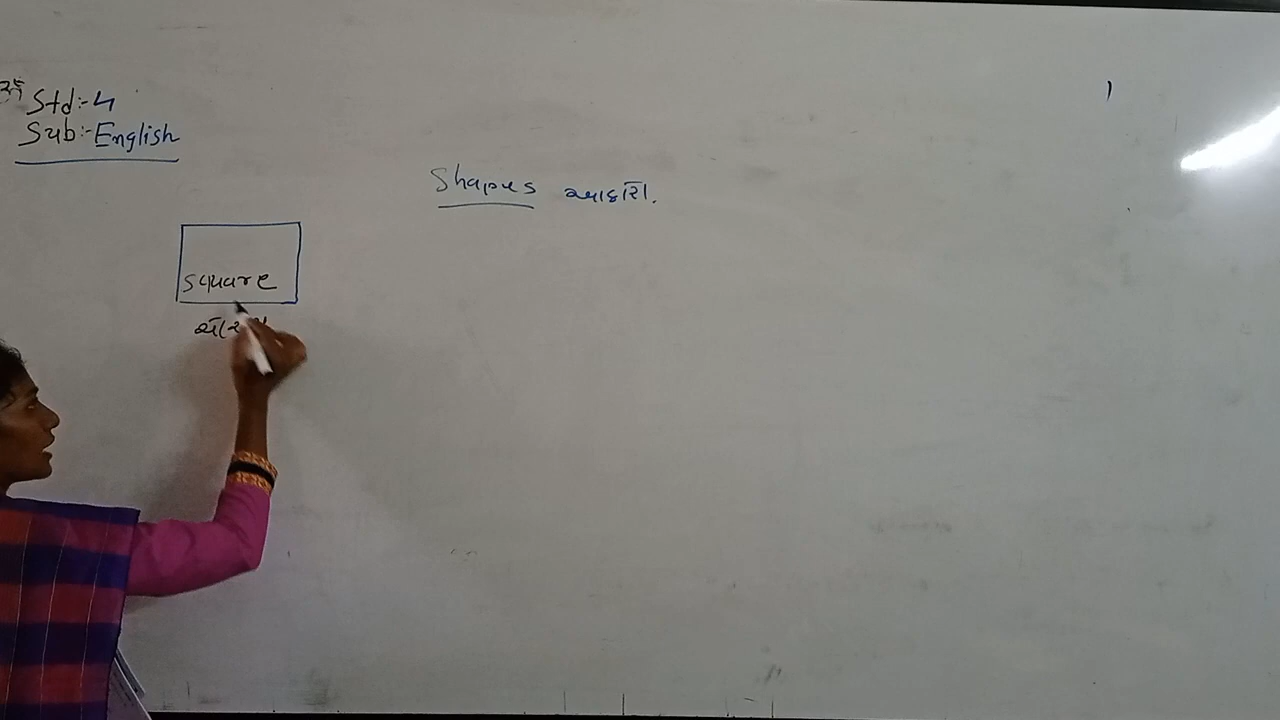 ૐ
Std:-4
Sub:-English
Shapes આકારો.
square